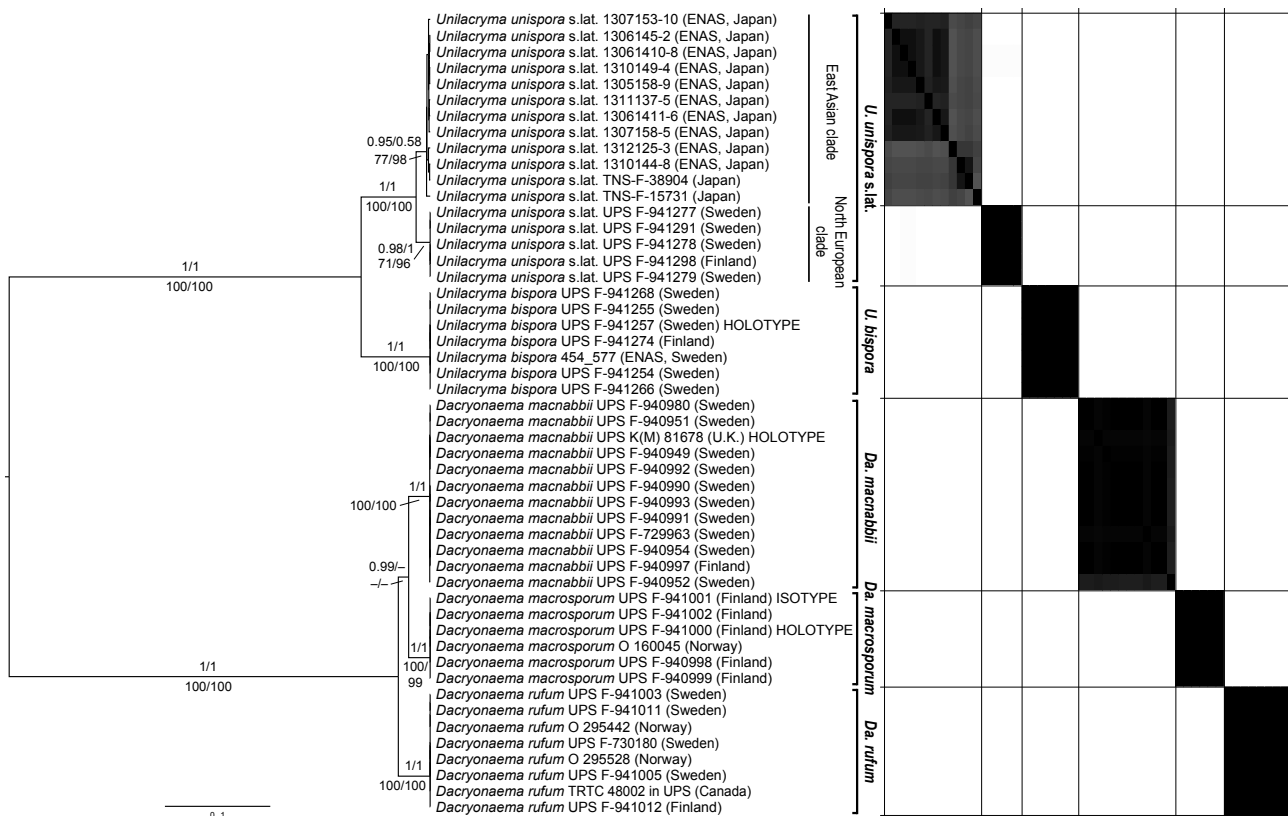 Unilacryma unispora s.lat. 1307153-10 (ENAS, Japan)
Unilacryma unispora s.lat. 1306145-2 (ENAS, Japan)
Unilacryma unispora s.lat. 13061410-8 (ENAS, Japan)
Unilacryma unispora s.lat. 1310149-4 (ENAS, Japan)
Unilacryma unispora s.lat. 1305158-9 (ENAS, Japan)
Unilacryma unispora s.lat. 1311137-5 (ENAS, Japan)
Unilacryma unispora s.lat. 13061411-6 (ENAS, Japan)
Unilacryma unispora s.lat. 1307158-5 (ENAS, Japan)
Unilacryma unispora s.lat. 1312125-3 (ENAS, Japan)
Unilacryma unispora s.lat. 1310144-8 (ENAS, Japan)
Unilacryma unispora s.lat. TNS-F-38904 (Japan)
Unilacryma unispora s.lat. TNS-F-15731 (Japan)
Unilacryma unispora s.lat. UPS F-941277 (Sweden)
Unilacryma unispora s.lat. UPS F-941291 (Sweden)
Unilacryma unispora s.lat. UPS F-941278 (Sweden)
Unilacryma unispora s.lat. UPS F-941298 (Finland)
Unilacryma unispora s.lat. UPS F-941279 (Sweden)
Unilacryma bispora UPS F-941268 (Sweden)
Unilacryma bispora UPS F-941255 (Sweden)
Unilacryma bispora UPS F-941257 (Sweden) HOLOTYPE
Unilacryma bispora UPS F-941274 (Finland)
Unilacryma bispora 454_577 (ENAS, Sweden)
Unilacryma bispora UPS F-941254 (Sweden)
Unilacryma bispora UPS F-941266 (Sweden)
Dacryonaema macnabbii UPS F-940980 (Sweden)
Dacryonaema macnabbii UPS F-940951 (Sweden)
Dacryonaema macnabbii UPS K(M) 81678 (U.K.) HOLOTYPE
Dacryonaema macnabbii UPS F-940949 (Sweden)
Dacryonaema macnabbii UPS F-940992 (Sweden)
Dacryonaema macnabbii UPS F-940990 (Sweden)
Dacryonaema macnabbii UPS F-940993 (Sweden)
Dacryonaema macnabbii UPS F-940991 (Sweden)
Dacryonaema macnabbii UPS F-729963 (Sweden)
Dacryonaema macnabbii UPS F-940954 (Sweden)
Dacryonaema macnabbii UPS F-940997 (Finland)
Dacryonaema macnabbii UPS F-940952 (Sweden)
Dacryonaema macrosporum UPS F-941001 (Finland) ISOTYPE
Dacryonaema macrosporum UPS F-941002 (Finland)
Dacryonaema macrosporum UPS F-941000 (Finland) HOLOTYPE
Dacryonaema macrosporum O 160045 (Norway)
Dacryonaema macrosporum UPS F-940998 (Finland)
Dacryonaema macrosporum UPS F-940999 (Finland)
Dacryonaema rufum UPS F-941003 (Sweden)
Dacryonaema rufum UPS F-941011 (Sweden)
Dacryonaema rufum O 295442 (Norway)
Dacryonaema rufum UPS F-730180 (Sweden)
Dacryonaema rufum O 295528 (Norway)
Dacryonaema rufum UPS F-941005 (Sweden)
Dacryonaema rufum TRTC 48002 in UPS (Canada)
Dacryonaema rufum UPS F-941012 (Finland)
0.95/0.58
77/98
1/1
100/100
0.98/1
71/96
1/1
100/100
1/1
100/100
1/1
100/100
0.99/–
–/–
1/1
100/
99
1/1
100/100
1/1
100/100
East Asian clade
North European
clade
U. unispora s.lat.
U. bispora
Da. macnabbii
Da. macrosporum
Da. rufum